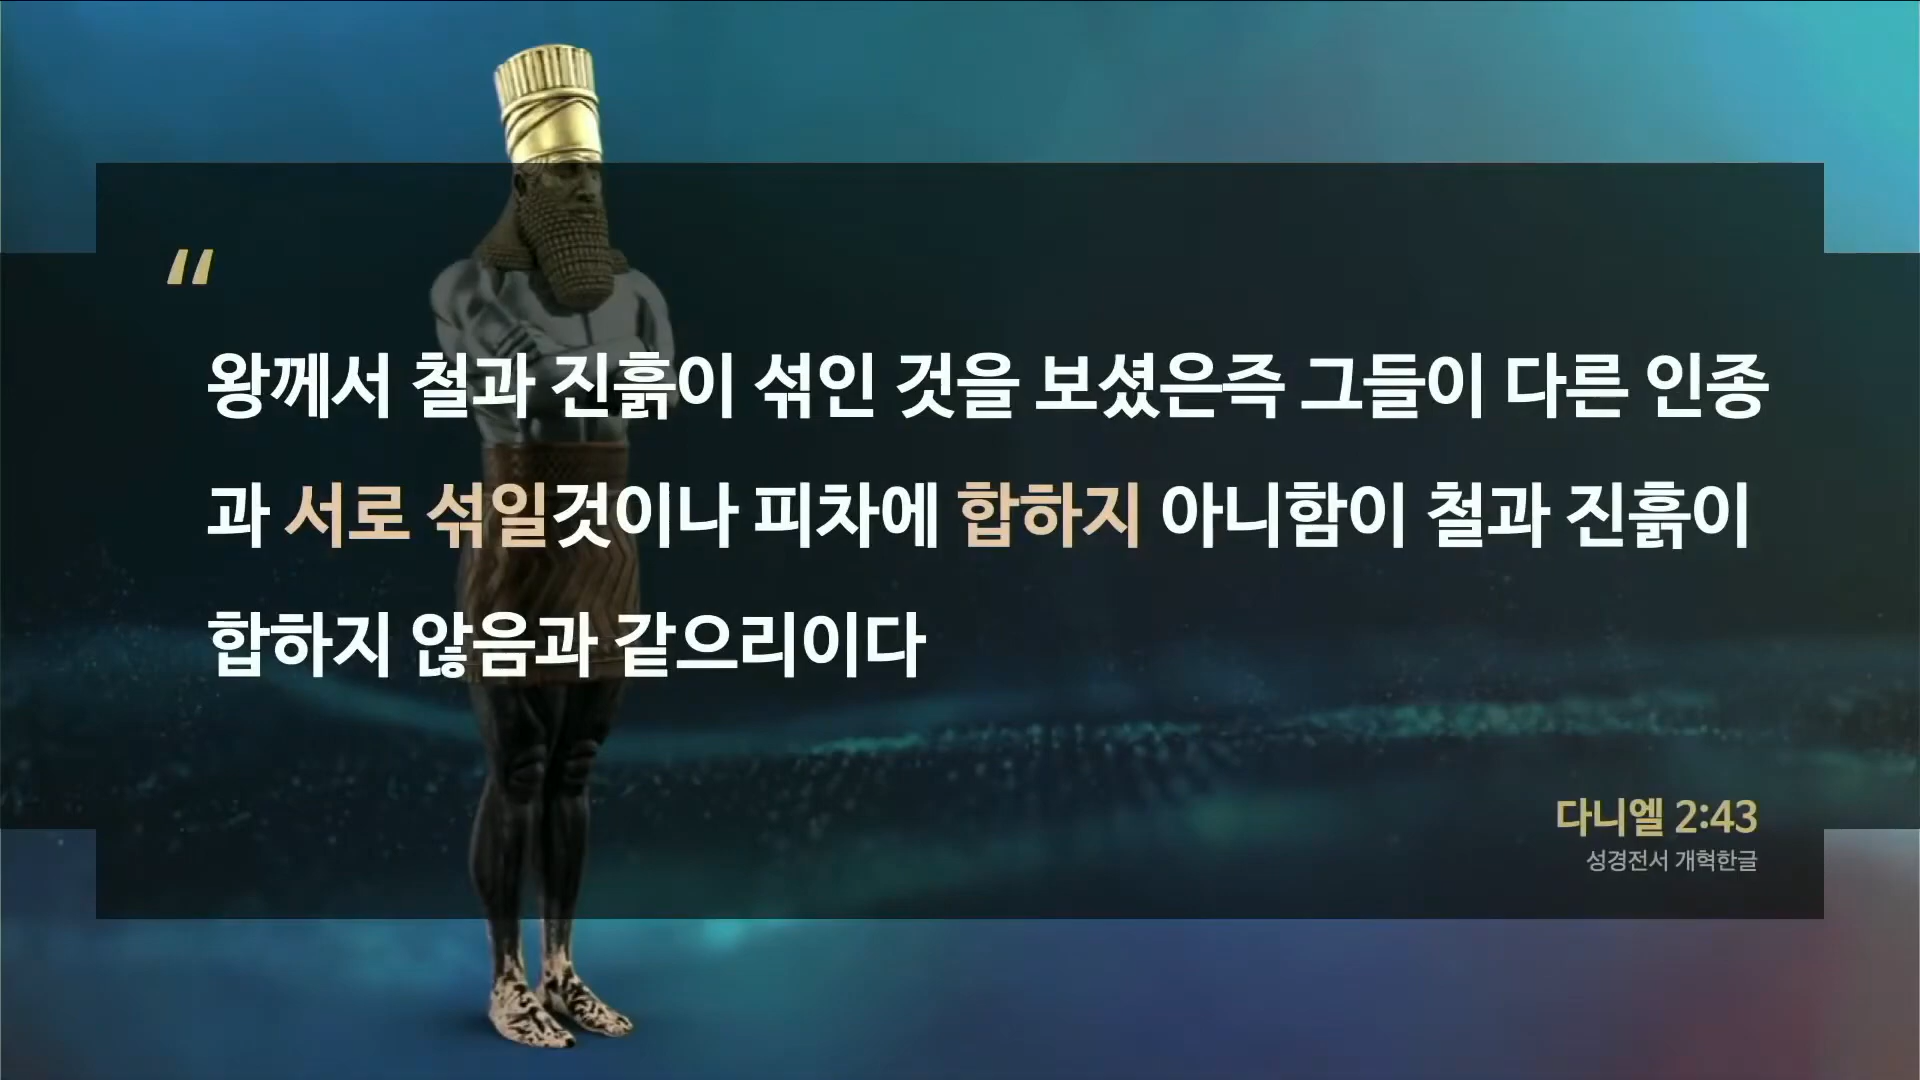 “
왕께서 철과 진흙이 섞인 것을 보셨은즉 그들이 다른 인종
과 서로 섞일것이나 피차에 합하지 아니함이 철과 진흙이
합하지 않음과 같으리이다
다니엘 2:43
성경전서 개혁한글